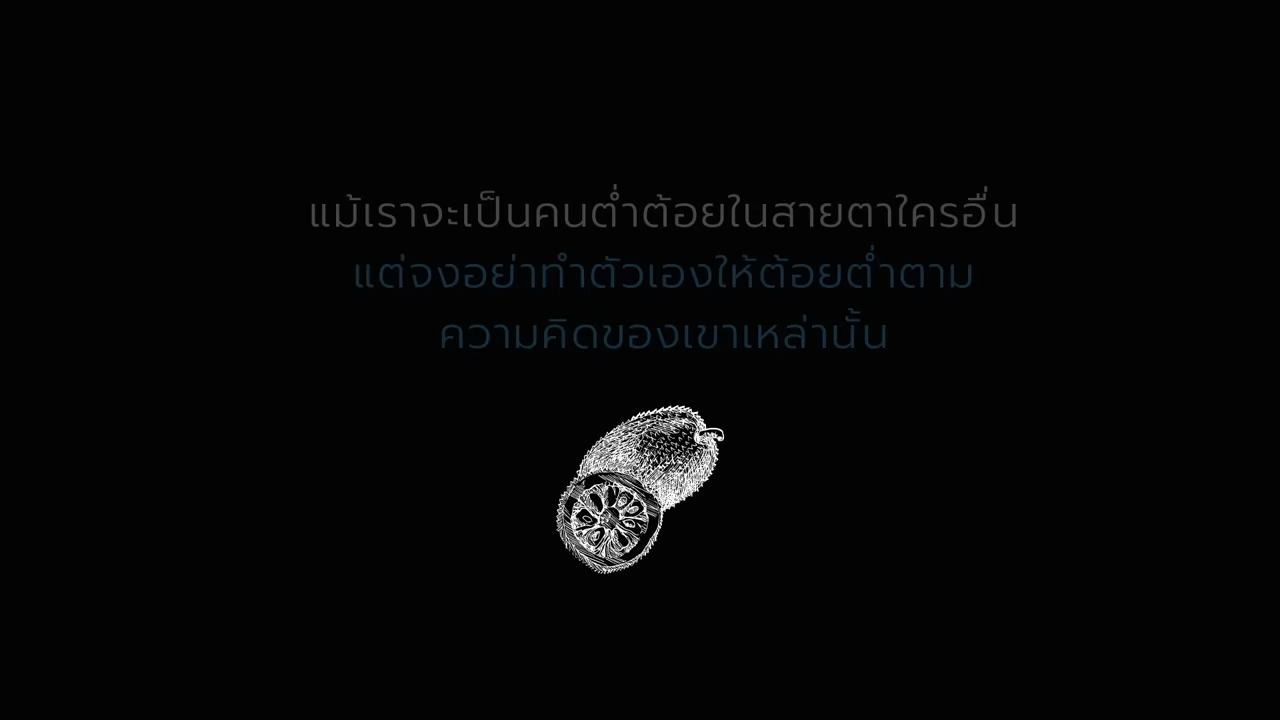 แม้เราจะเป็นคนต่ำต้อยในสายตาใครอื่น
แต่จงอย่าทำตัวเองให้ต้อยต่ำตาม
ความคิดของเขาเหล่านั้น